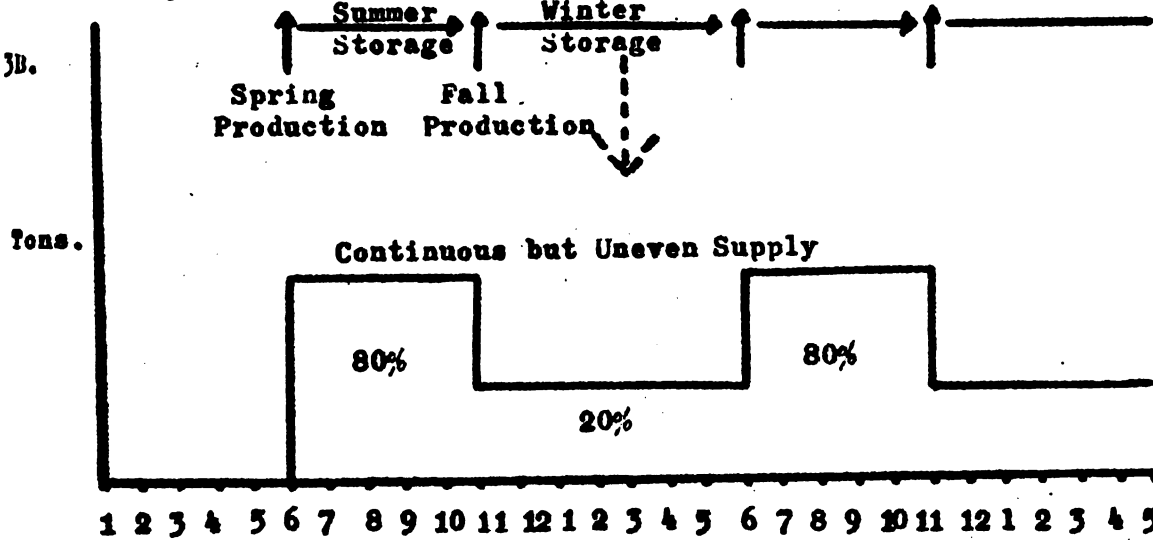 Summer Winter
Storage Storage
3B.
Spring Fall
Production Production
Tons.
Continuous but Uneven Supply
80% 80%
20%
1 2 3 4 5 6 7 8 9 10 11 12 1 2 3 4 5 6 7 8 9 10 11 12 1 2 3 4 5